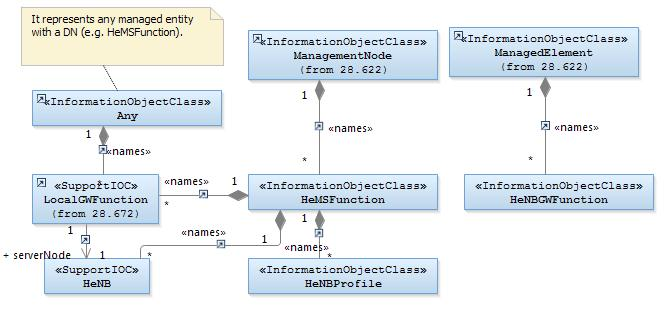 It represents any managed entity
with a DN (e.g. HeMSFunction).
«InformationObjectClass»
ManagementNode
(from 28.622)
«InformationObjectClass»
ManagedElement
(from 28.622)
«InformationObjectClass»
Any
1
1
1
«names»
«names»
«names»
*
*
*
«SupportIOC»
LocalGWFunction
(from 28.672)
«names»
1
*
«InformationObjectClass»
HeMSFunction
«InformationObjectClass»
HeNBGWFunction
1
«names»
1
1
«names»
+ serverNode
1
*
*
«SupportIOC»
HeNB
«InformationObjectClass»
HeNBProfile